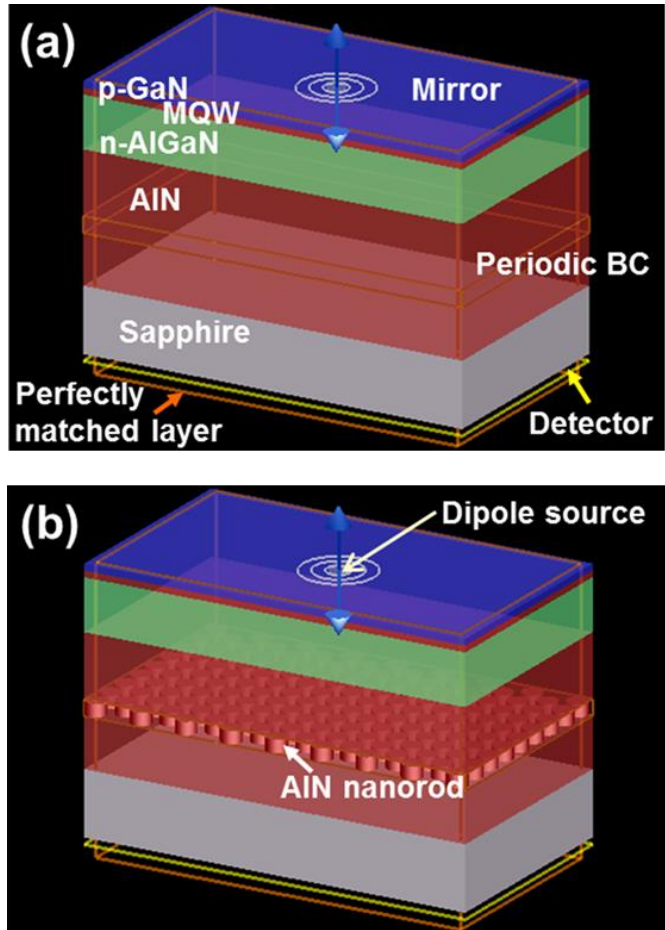 (a)
p-GaN
MQW
Mirror
n-AlGaN
AlN
Periodic BC
Sapphire
Perfectly
matched layer
Detector
(b)
Dipole source
AlN nanorod